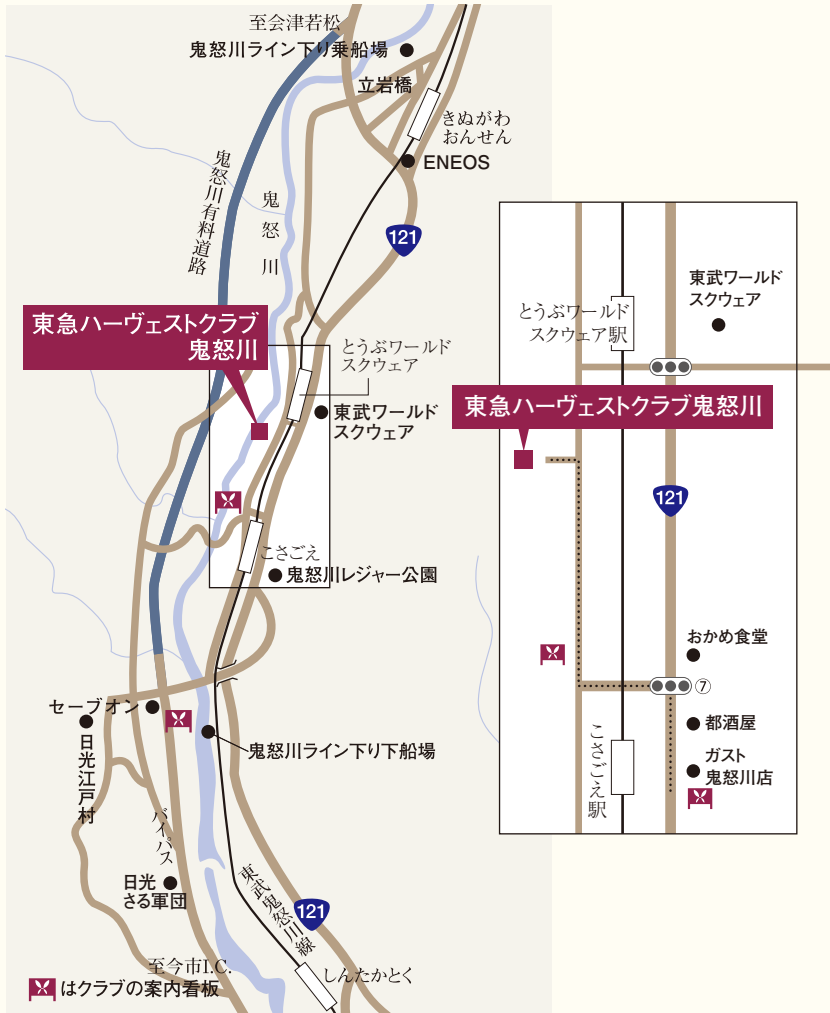 至会津若松
鬼怒川ライン下り乗船場
立岩橋
きぬがわ
おんせん
ENEOS
鬼怒川有料道路
鬼怒川
121
東急ハーヴェストクラブ
鬼怒川
とうぶワールド
スクウェア
東武ワールド
スクウェア
こさごえ
鬼怒川レジャー公園
セーブオン
日光江戸村
鬼怒川ライン下り下船場
バイパス
日光
さる軍団
東武鬼怒川線
121
至今市I.C.
しんたかとく
はクラブの案内看板
東武ワールド
スクウェア
とうぶワールド
スクウェア駅
東急ハーヴェストクラブ鬼怒川
121
おかめ食堂
⑦
都酒屋
こさごえ駅
ガスト
鬼怒川店